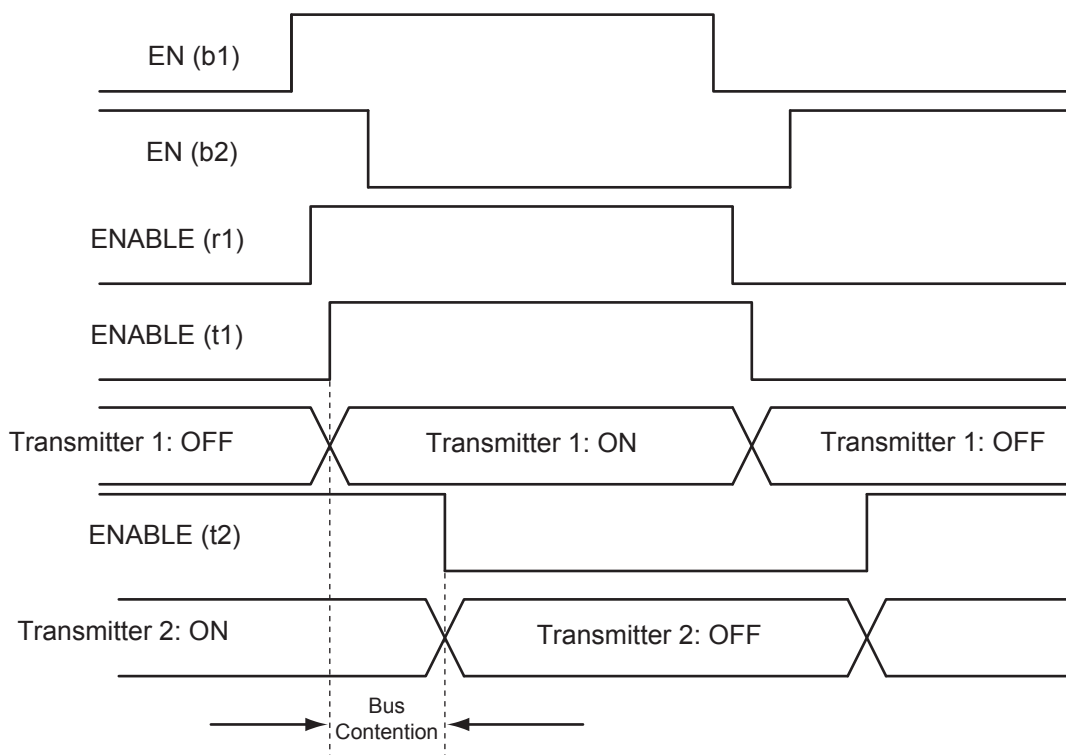 EN (b1)
EN (b2)
ENABLE (r1)
ENABLE (t1)
Transmitter 1: OFF
Transmitter 1: ON
Transmitter 1: OFF
ENABLE (t2)
Transmitter 2: ON
Transmitter 2: OFF
Bus
Contention